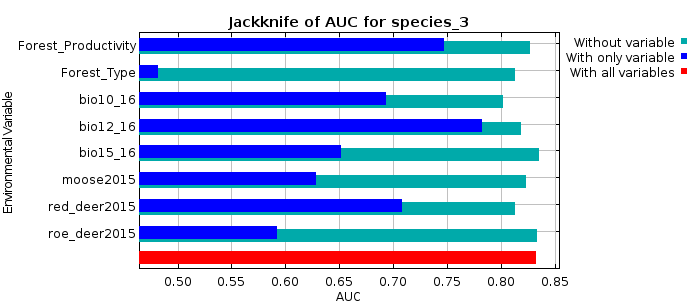 Jackknife of AUC for species_3
Environmental Variable
Forest_Productivity
Forest_Type
bio10_16
bio12_16
bio15_16
moose2015
red_deer2015
roe_deer2015
Without variable
With only variable
With all variables
0.50 0.55 0.60 0.65 0.70 0.75 0.80 0.85
AUC